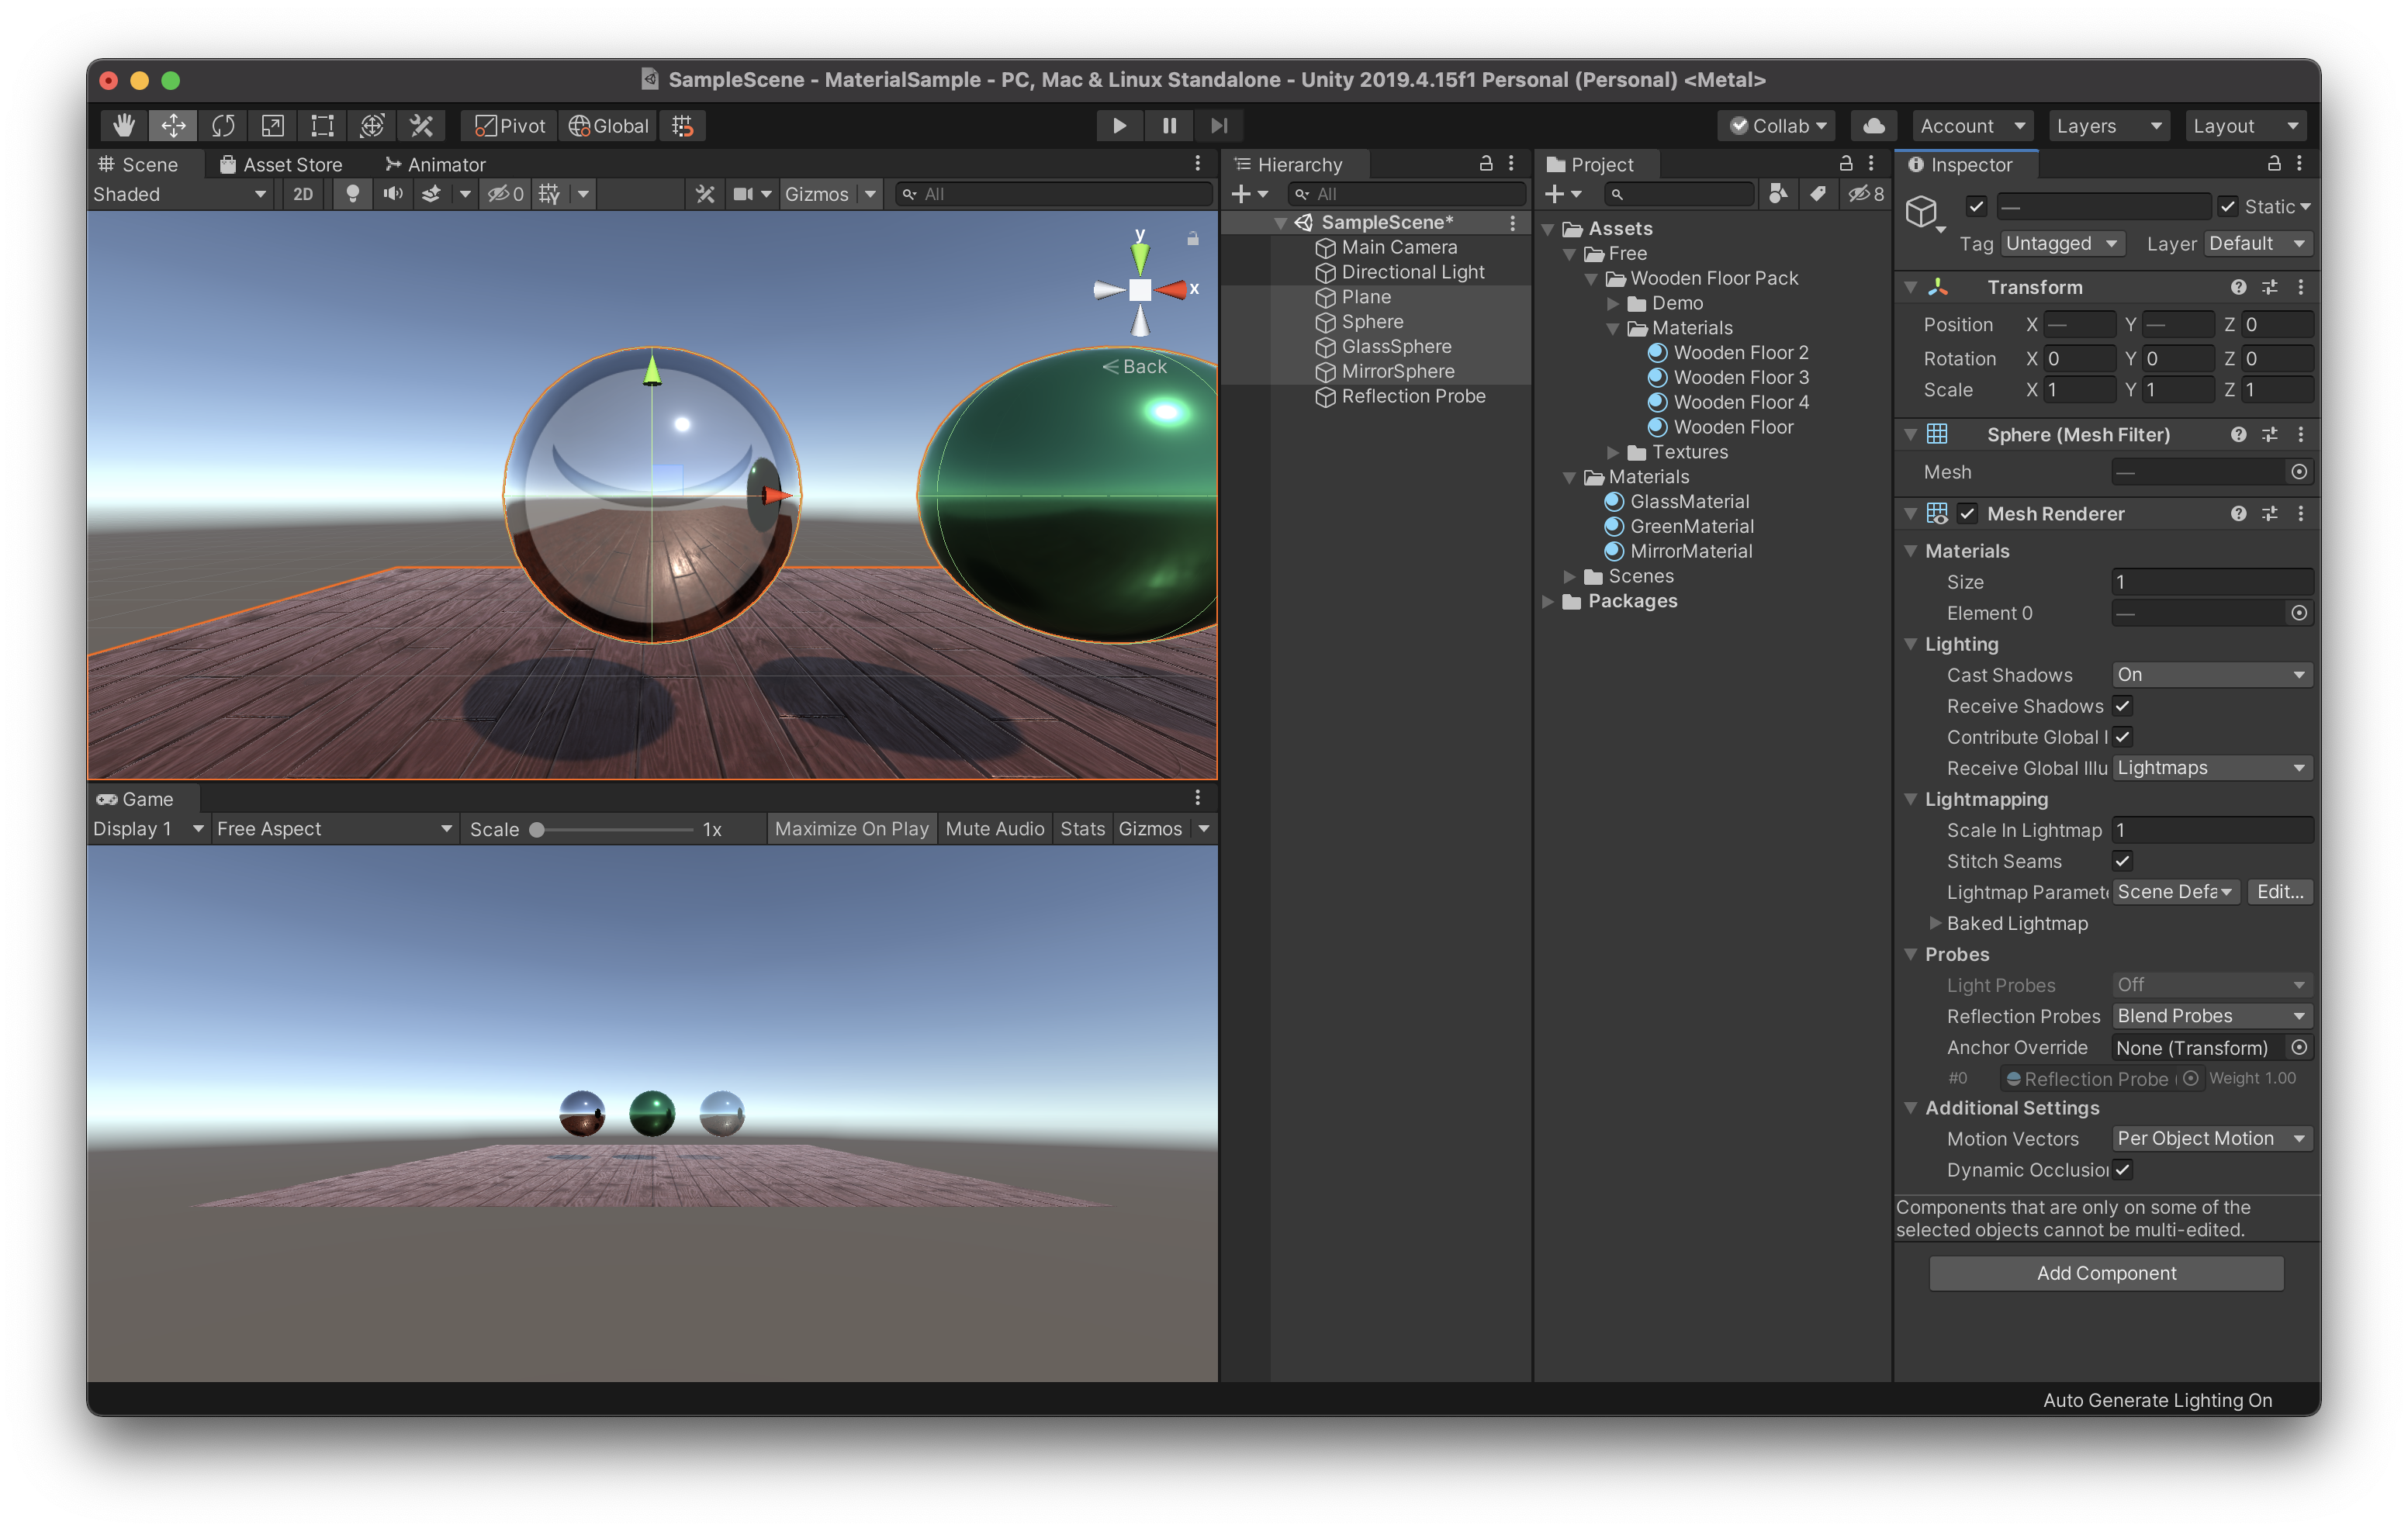 SampleScene - MaterialSample - PC, Mac & Linux Standalone - Unity 2019.4.15f1 Personal (Personal) <Metal>
Pivot Global Collab Account Layers Layout
Scene Asset Store Animator
Shaded 2D 0 Gizmos All
y
x
Back
Game
Display 1 Free Aspect Scale 1x Maximize On Play Mute Audio Stats Gizmos
Hierarchy
All
SampleScene*
Main Camera
Directional Light
Plane
Sphere
GlassSphere
MirrorSphere
Reflection Probe
Project
8
Assets
Free
Wooden Floor Pack
Demo
Materials
Wooden Floor 2
Wooden Floor 3
Wooden Floor 4
Wooden Floor
Textures
Materials
GlassMaterial
GreenMaterial
MirrorMaterial
Scenes
Packages
Inspector
— Static
Tag Untagged Layer Default
Transform
Position X — Y — Z 0
Rotation X 0 Y 0 Z 0
Scale X 1 Y 1 Z 1
Sphere (Mesh Filter)
Mesh —
Mesh Renderer
Materials
Size 1
Element 0 —
Lighting
Cast Shadows On
Receive Shadows
Contribute Global I
Receive Global Illu Lightmaps
Lightmapping
Scale In Lightmap 1
Stitch Seams
Lightmap Paramete Scene Defa Edit...
Baked Lightmap
Probes
Light Probes Off
Reflection Probes Blend Probes
Anchor Override None (Transform)
#0 Reflection Probe ( Weight 1.00
Additional Settings
Motion Vectors Per Object Motion
Dynamic Occlusion
Components that are only on some of the
selected objects cannot be multi-edited.
Add Component
Auto Generate Lighting On